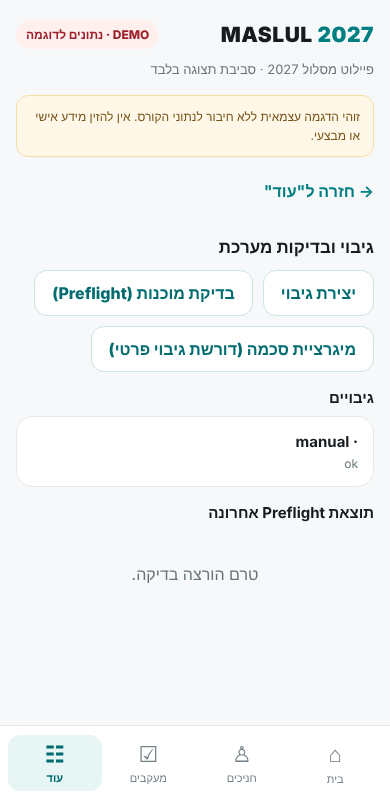 MASLUL 2027
DEMO · נתונים לדוגמה
פיילוט מסלול 2027 · סביבת תצוגה בלבד
זוהי הדגמה עצמאית ללא חיבור לנתוני הקורס. אין להזין מידע אישי
או מבצעי.
→ חזרה ל"עוד"
גיבוי ובדיקות מערכת
יצירת גיבוי
בדיקת מוכנות (Preflight)
מיגרציית סכמה (דורשת גיבוי פרטי)
גיבויים
manual ·
ok
תוצאת Preflight אחרונה
טרם הורצה בדיקה.
בית
חניכים
מעקבים
עוד